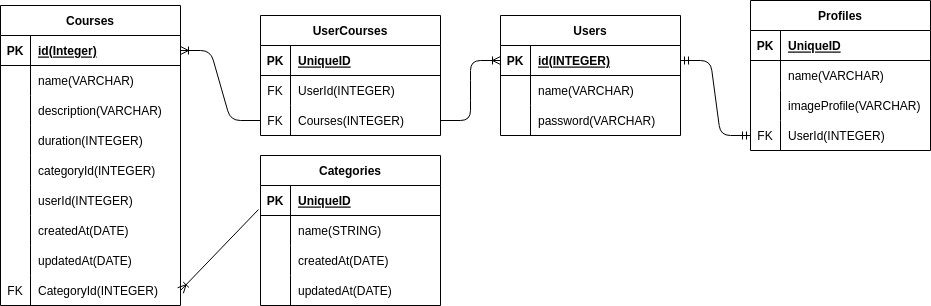 Courses
PK id(Integer)
name(VARCHAR)
description(VARCHAR)
duration(INTEGER)
categoryId(INTEGER)
userId(INTEGER)
createdAt(DATE)
updatedAt(DATE)
FK CategoryId(INTEGER)
UserCourses
PK UniqueID
FK UserId(INTEGER)
FK Courses(INTEGER)
Categories
PK UniqueID
name(STRING)
createdAt(DATE)
updatedAt(DATE)
Users
PK id(INTEGER)
name(VARCHAR)
password(VARCHAR)
Profiles
PK UniqueID
name(VARCHAR)
imageProfile(VARCHAR)
FK UserId(INTEGER)